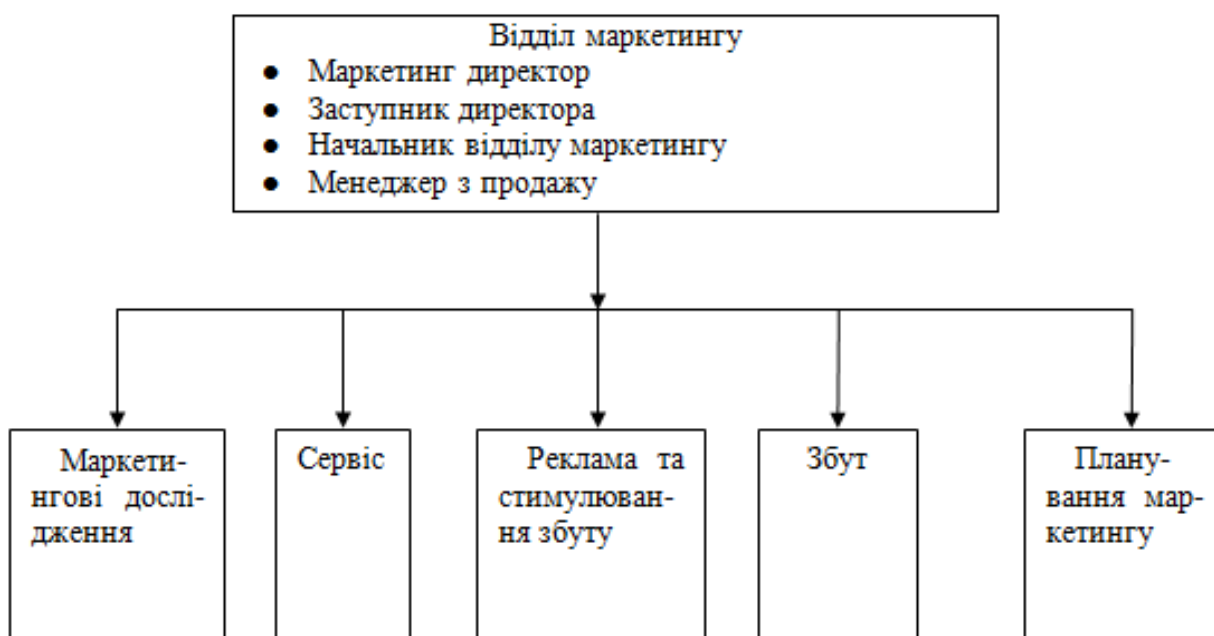 Відділ маркетингу
● Маркетинг директор
● Заступник директора
● Начальник відділу маркетингу
● Менеджер з продажу
Маркети-
нгові дослі-
дження
Сервіс
Реклама та
стимулюван-
ня збуту
Збут
Плану-
вання мар-
кетингу